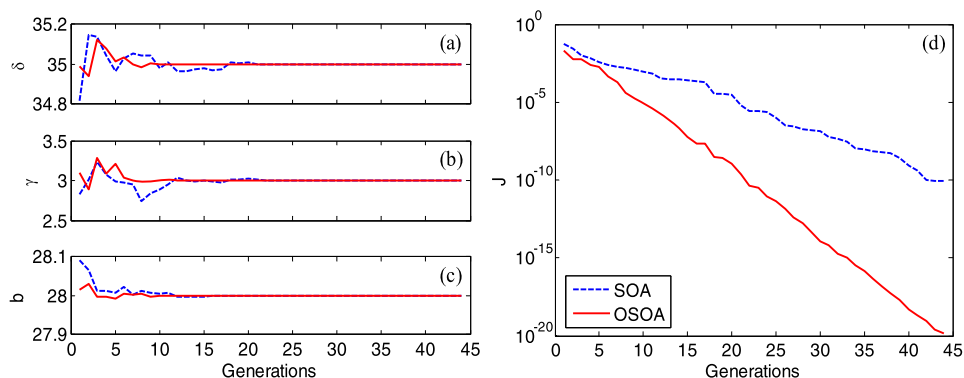 35.2
35
34.8
δ
(a)
3.5
3
2.5
γ
(b)
28.1
28
27.9
b
(c)
0 5 10 15 20 25 30 35 40 45
Generations
10^0
10^-5
10^-10
10^-15
10^-20
J
(d)
SOA
OSOA
0 5 10 15 20 25 30 35 40 45
Generations